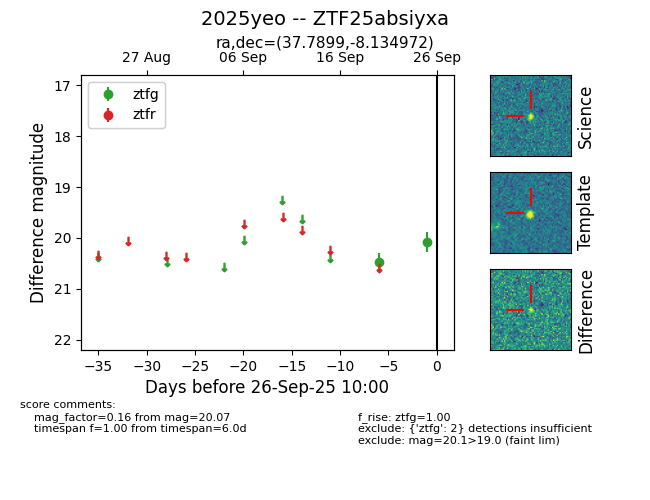 2025yeo -- ZTF25absiyxa
ra,dec=(37.7899,-8.134972)
27 Aug 06 Sep 16 Sep 26 Sep
ztfg
ztfr
17
18
19
20
21
22
Difference magnitude
−35 −30 −25 −20 −15 −10 −5 0
Days before 26-Sep-25 10:00
Science
Template
Difference
score comments:
mag_factor=0.16 from mag=20.07
timespan f=1.00 from timespan=6.0d
f_rise: ztfg=1.00
exclude: {'ztfg': 2} detections insufficient
exclude: mag=20.1>19.0 (faint lim)